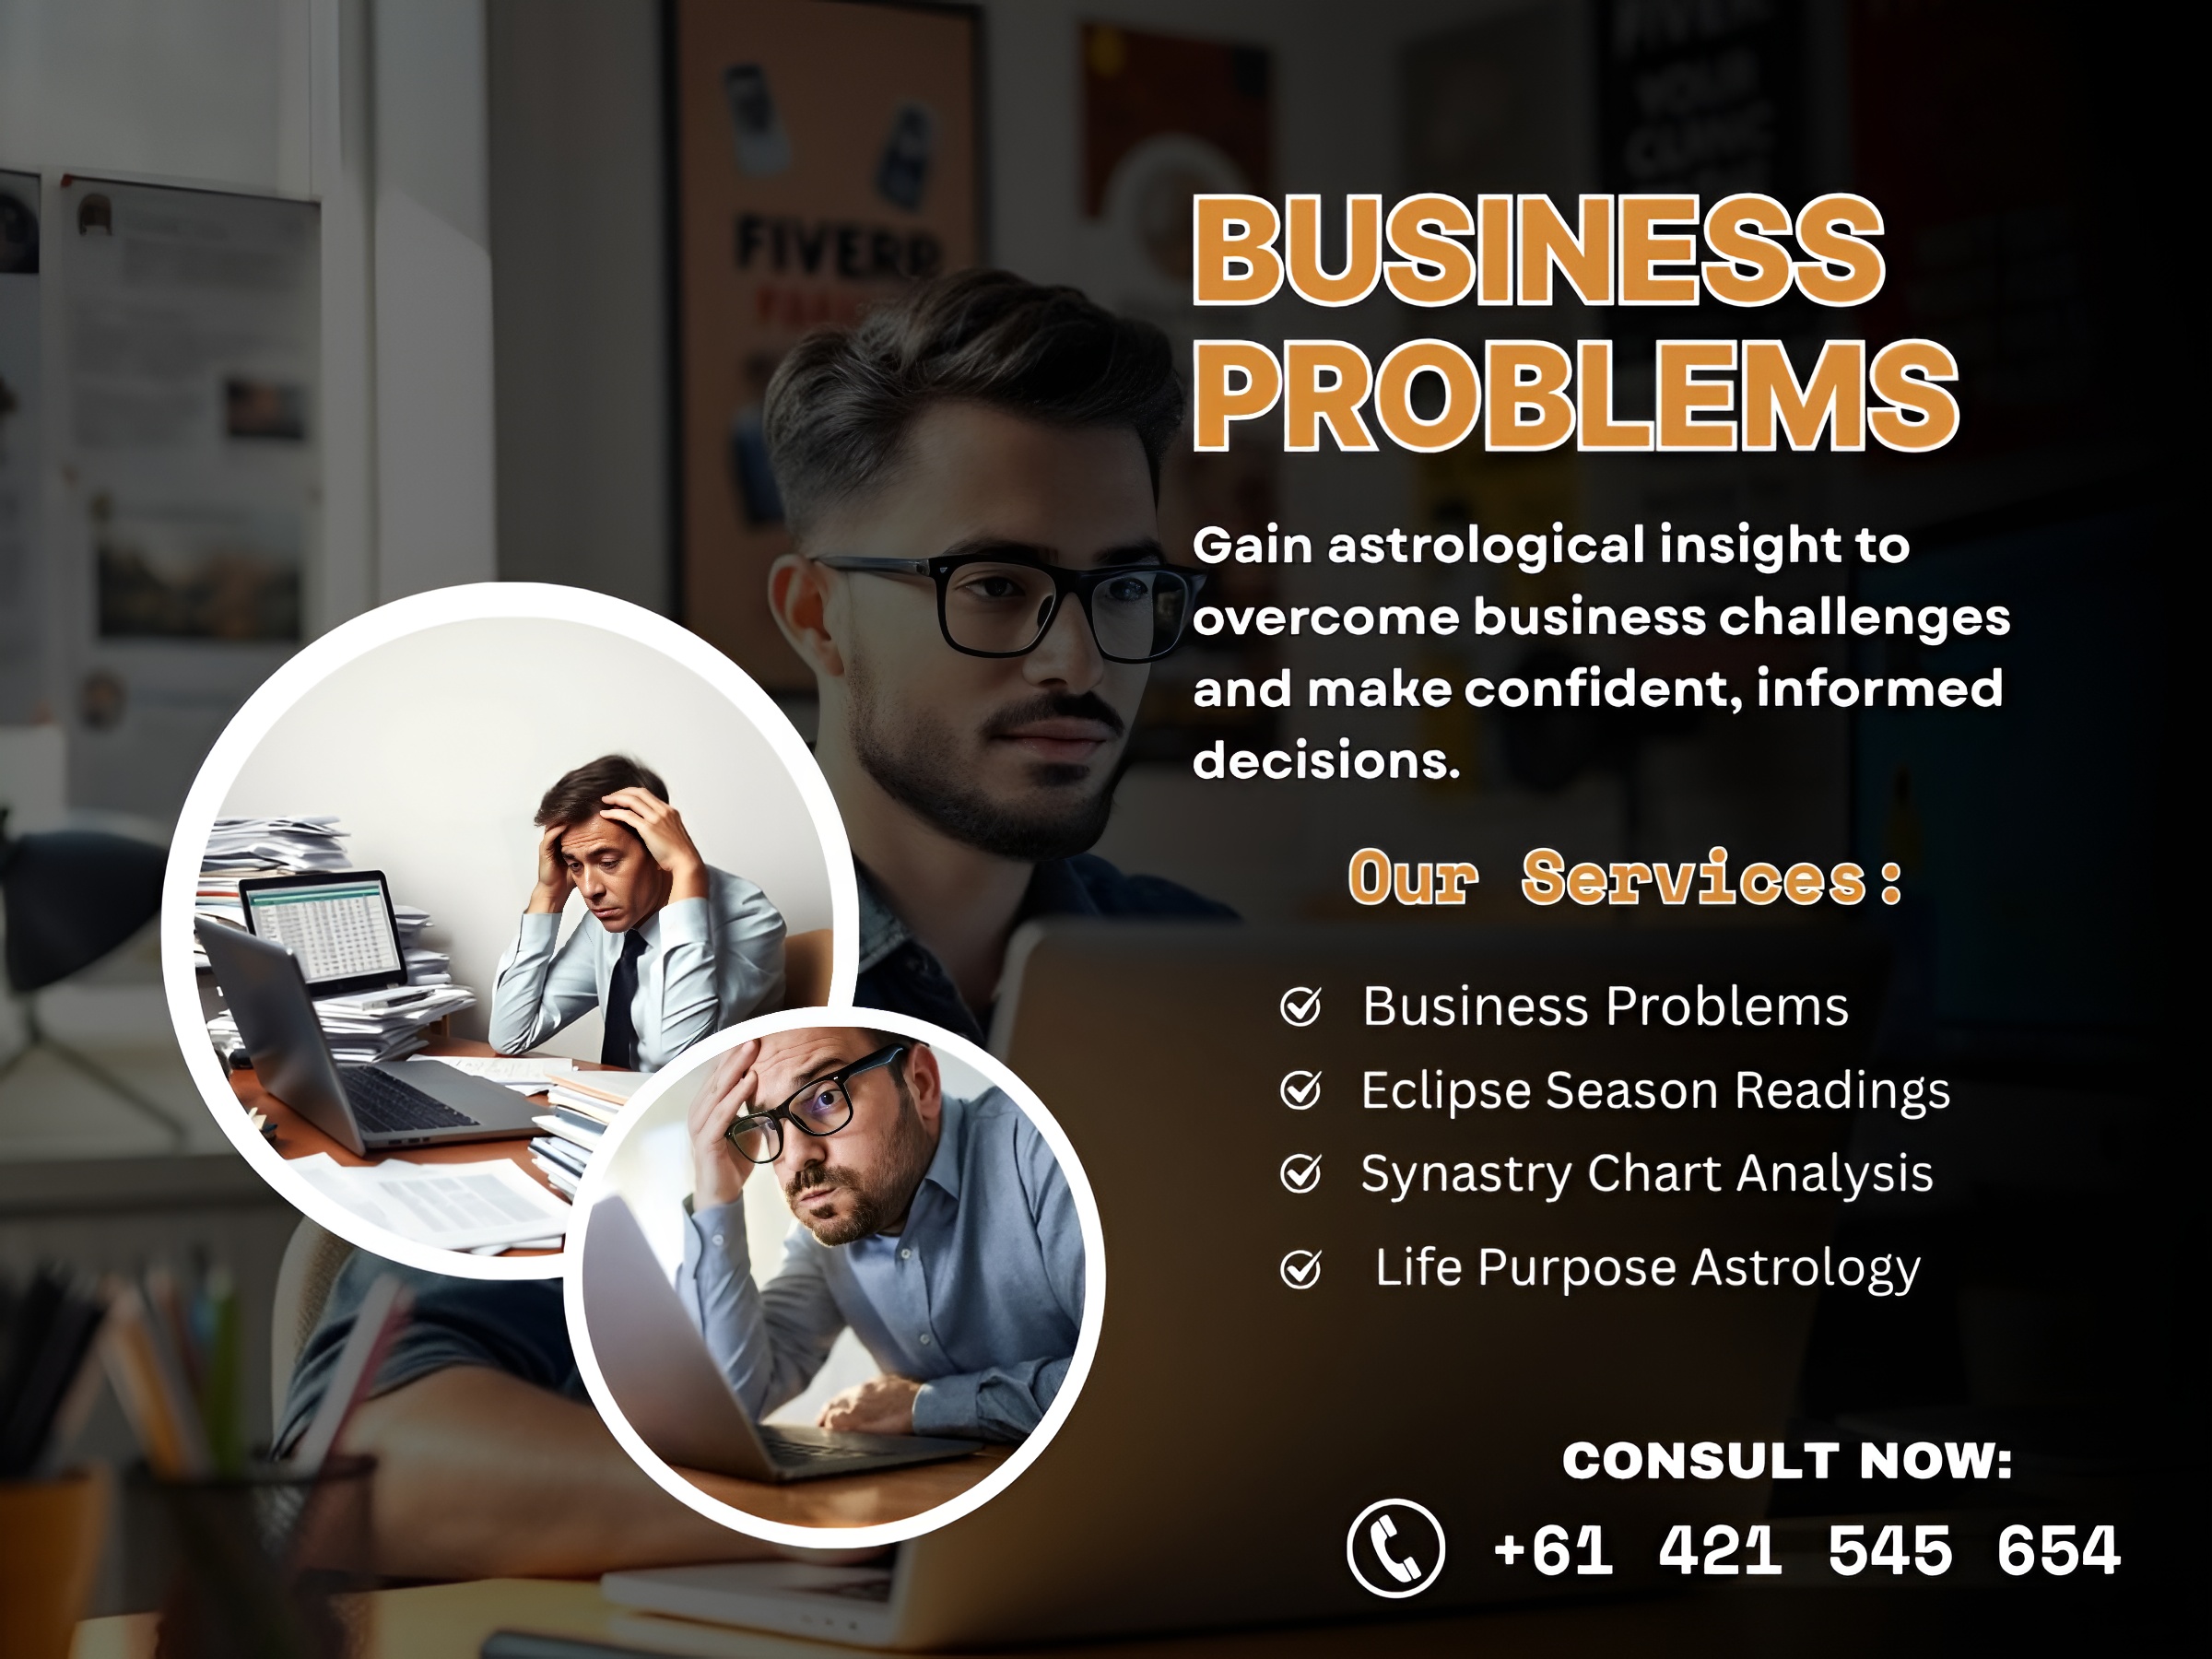 FIVERR
BUSINESS
PROBLEMS
Gain astrological insight to
overcome business challenges
and make confident, informed
decisions.
Our Services:
Business Problems
Eclipse Season Readings
Synastry Chart Analysis
Life Purpose Astrology
CONSULT NOW:
+61 421 545 654